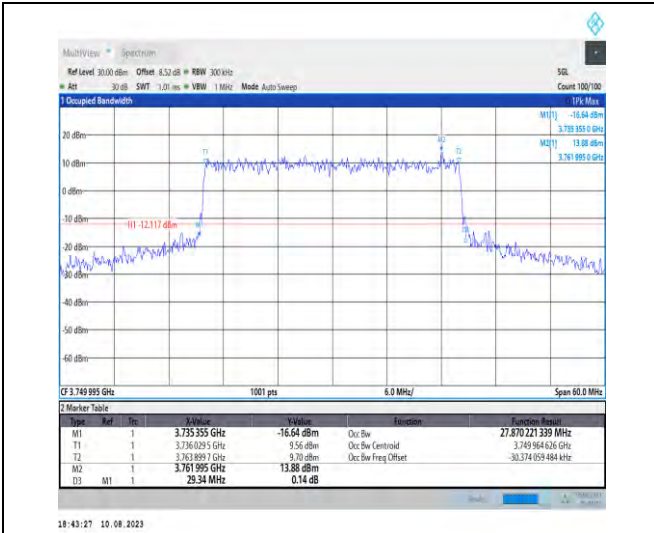 MultiView Spectrum
Ref Level 30.00 dBm Offset 8.52 dB RBW 300 kHz SGL
Att 30 dB SWT 1.01 ms VBW 1 MHz Mode Auto Sweep Count 100/100
1 Occupied Bandwidth 1Pk Max
M1[1] -16.64 dBm
3.735 355 0 GHz
M2[1] 13.88 dBm
3.761 995 0 GHz
M2
T1 T2
20 dBm
10 dBm
0 dBm
-10 dBm
H1 -12.117 dBm
-20 dBm
-30 dBm
-40 dBm
-50 dBm
-60 dBm
CF 3.749 995 GHz 1001 pts 6.0 MHz/ Span 60.0 MHz
2 Marker Table
Type Ref Trc X-Value Y-Value Function Function Result
M1 1 3.735 355 GHz -16.64 dBm Occ Bw 27.870 221 339 MHz
T1 1 3.736 029 5 GHz 9.56 dBm Occ Bw Centroid 3.749 964 626 GHz
T2 1 3.763 899 7 GHz 9.70 dBm Occ Bw Freq Offset -30.374 059 484 kHz
M2 1 3.761 995 GHz 13.88 dBm
D3 M1 1 29.34 MHz 0.14 dB
18:43:27 10.08.2023